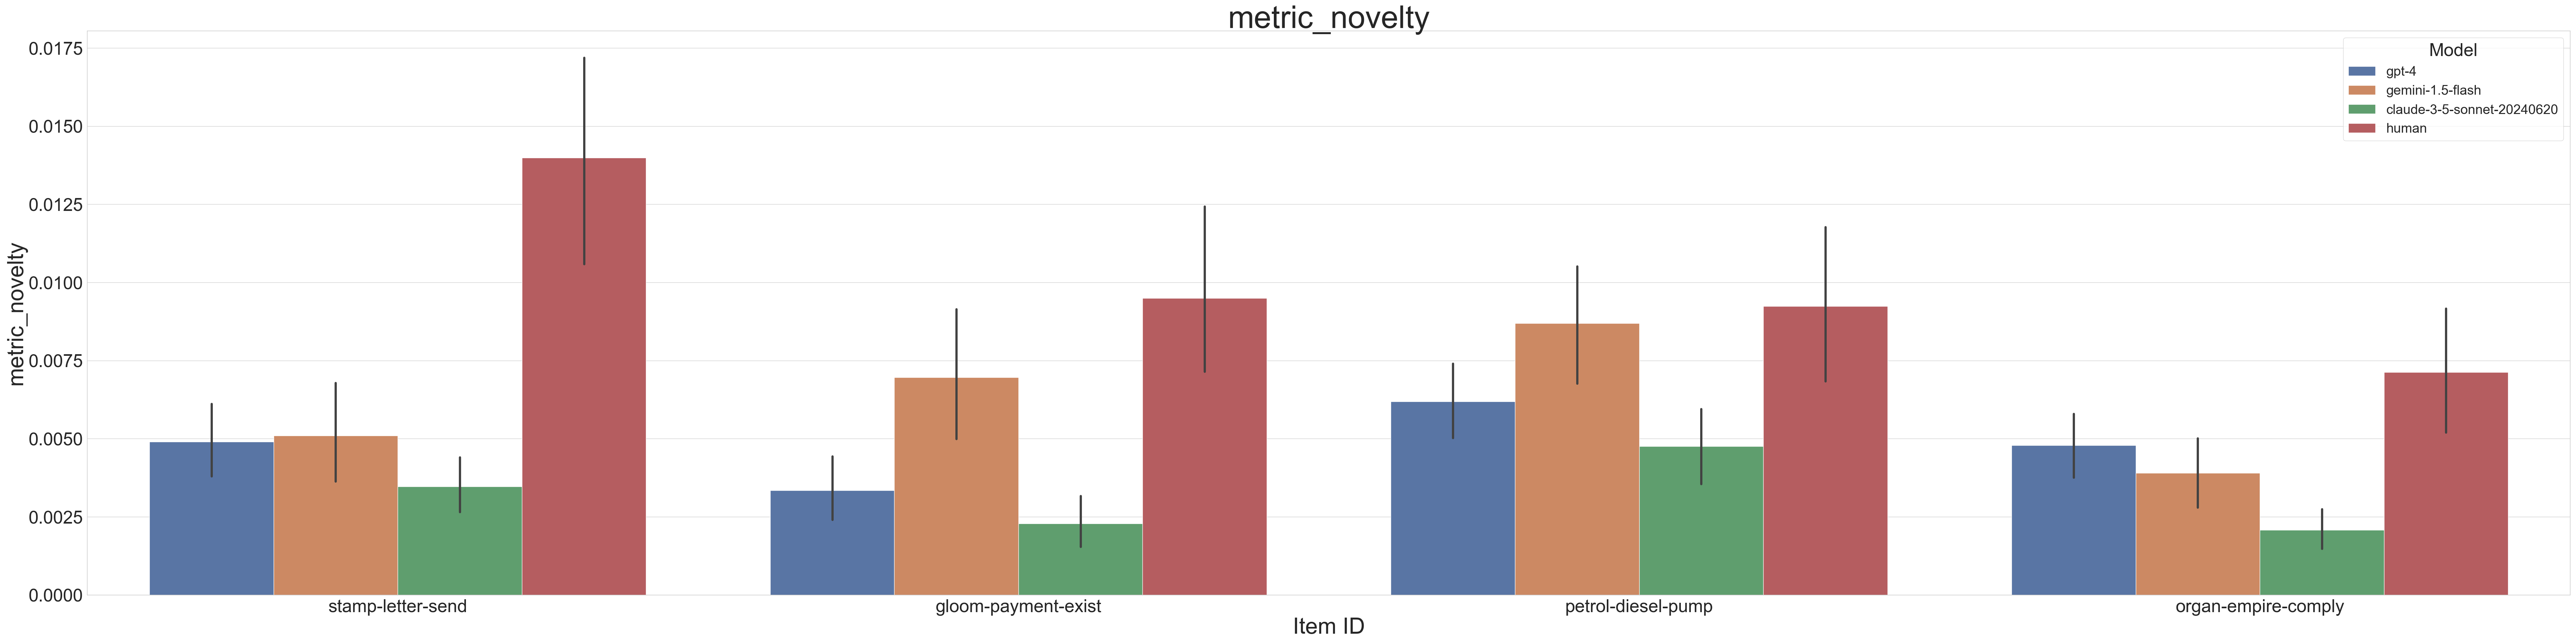 metric_novelty
metric_novelty
0.0175
0.0150
0.0125
0.0100
0.0075
0.0050
0.0025
0.0000
Model
gpt-4
gemini-1.5-flash
claude-3-5-sonnet-20240620
human
stamp-letter-send
gloom-payment-exist
petrol-diesel-pump
organ-empire-comply
Item ID